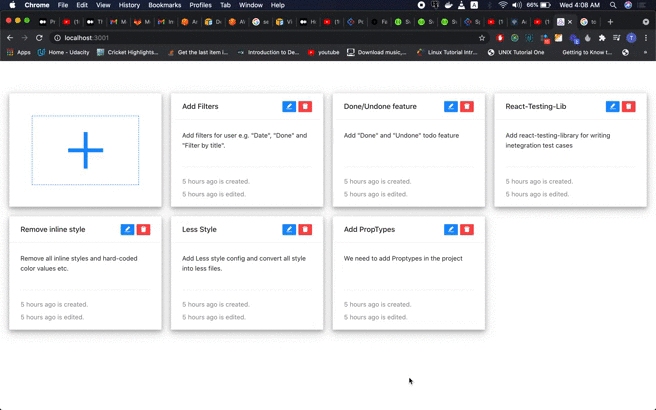 Chrome File Edit View History Bookmarks Profiles Tab Window Help
66% Wed 4:08 AM
localhost:3001
Apps Home - Udacity Cricket Highlights... Get the last item i... Introduction to De... youtube Download music,... Linux Tutorial Intr... UNIX Tutorial One Getting to Know t... »
Add Filters
Add filters for user e.g. "Date", "Done" and
"Filter by title".
5 hours ago is created.
5 hours ago is edited.
Done/Undone feature
Add "Done" and "Undone" todo feature
5 hours ago is created.
5 hours ago is edited.
React-Testing-Lib
Add react-testing-library for writing
inetegration test cases
5 hours ago is created.
5 hours ago is edited.
Remove inline style
Remove all inline styles and hard-coded
color values etc.
5 hours ago is created.
5 hours ago is edited.
Less Style
Add Less style config and convert all style
into less files.
5 hours ago is created.
5 hours ago is edited.
Add PropTypes
We need to add Proptypes in the project
5 hours ago is created.
5 hours ago is edited.